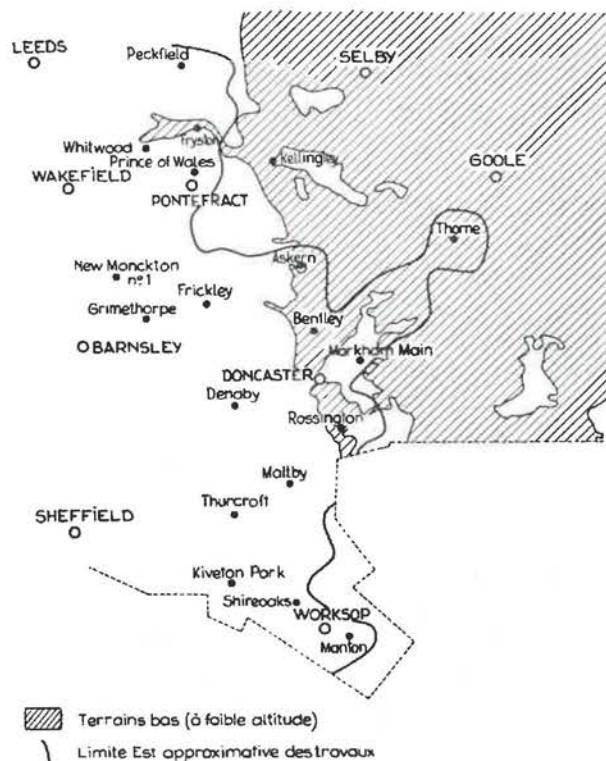 LEEDS
Peckfield
SELBY
Fryston
Whitwood
Prince of Wales
Kellingley
GOOLE
WAKEFIELD
PONTEFRACT
Thorne
Askern
New Monckton
n° 1
Frickley
Grimethorpe
Bentley
BARNSLEY
Markham Main
DONCASTER
Denaby
Rossington
Maltby
Thurcroft
SHEFFIELD
Kiveton Park
Shireoaks
WORKSOP
Manton
Terrains bas (à faible altitude)
Limite Est approximative des travaux